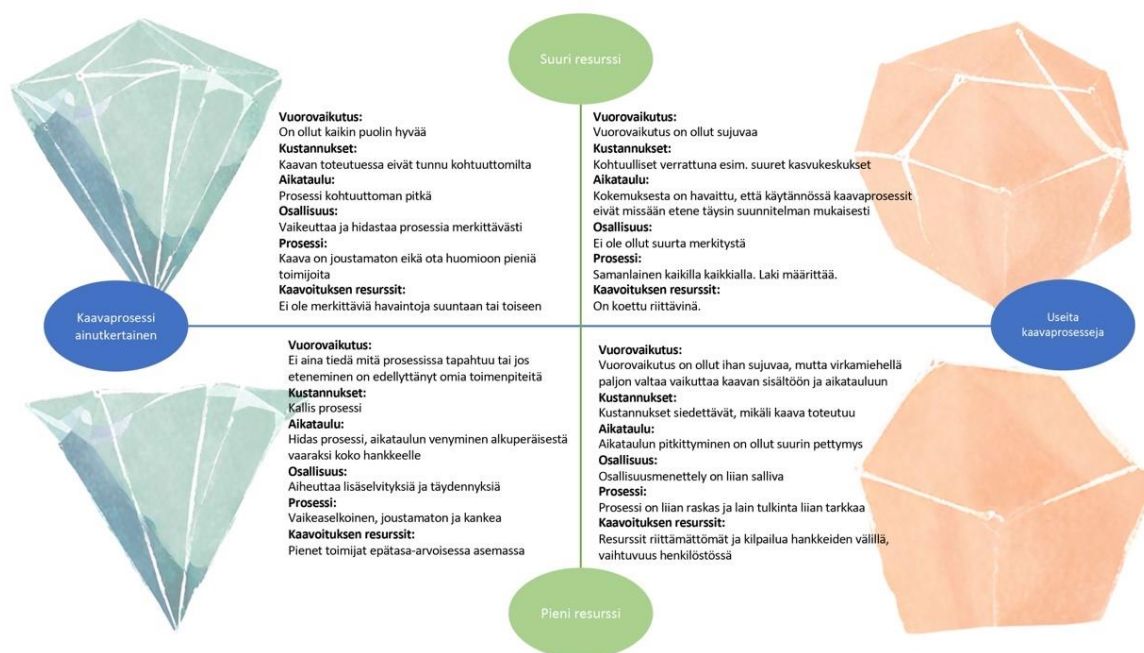 Suuri resurssi
Vuorovaikutus:
On ollut kaikin puolin hyvää
Kustannukset:
Kaavan toteutuessa eivät tunnu kohtuuttomilta
Aikataulu:
Prosessi kohtuuttoman pitkä
Osallisuus:
Vaikeuttaa ja hidastaa prosessia merkittävästi
Prosessi:
Kaava on joustamaton eikä ota huomioon pieniä
toimijoita
Kaavoituksen resurssit:
Ei ole merkittäviä havaintoja suuntaan tai toiseen
Vuorovaikutus:
Vuorovaikutus on ollut sujuvaa
Kustannukset:
Kohtuulliset verrattuna esim. suuret kasvukeskukset
Aikataulu:
Kokemuksesta on havaittu, että käytännössä kaavaprosessit
eivät missään etene täysin suunnitelman mukaisesti
Osallisuus:
Ei ole ollut suurta merkitystä
Prosessi:
Samanlainen kaikilla kaikkialla. Laki määrittää.
Kaavoituksen resurssit:
On koettu riittävinä.
Kaavaprosessi
ainutkertainen
Useita
kaavaprosesseja
Vuorovaikutus:
Ei aina tiedä mitä prosessissa tapahtuu tai jos
eteneminen on edellyttänyt omia toimenpiteitä
Kustannukset:
Kallis prosessi
Aikataulu:
Hidas prosessi, aikataulun venyminen alkuperäisestä
vaaraksi koko hankkeelle
Osallisuus:
Aiheuttaa lisäselvityksiä ja täydennyksiä
Prosessi:
Vaikeaselkoinen, joustamaton ja kankea
Kaavoituksen resurssit:
Pienet toimijat epätasa-arvoisessa asemassa
Vuorovaikutus:
Vuorovaikutus on ollut ihan sujuvaa, mutta virkamiehellä
paljon valtaa vaikuttaa kaavan sisältöön ja aikatauluun
Kustannukset:
Kustannukset siedettävät, mikäli kaava toteutuu
Aikataulu:
Aikataulun pitkittyminen on ollut suurin pettymys
Osallisuus:
Osallisuusmenettely on liian salliva
Prosessi:
Prosessi on liian raskas ja lain tulkinta liian tarkkaa
Kaavoituksen resurssit:
Resurssit riittämättömät ja kilpailua hankkeiden välillä,
vaihtuvuus henkilöstössä
Pieni resurssi